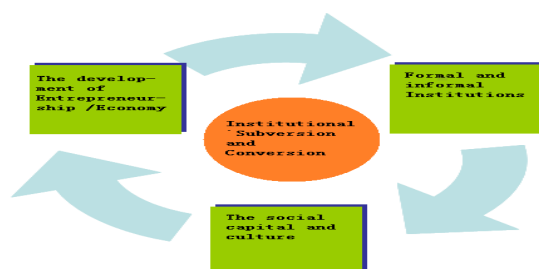 The develop-
ment of
Entrepreneur-
ship /Economy
Formal and
informal
Institutions
Institutional
`Subversion
and
Conversion
The social
capital and
culture